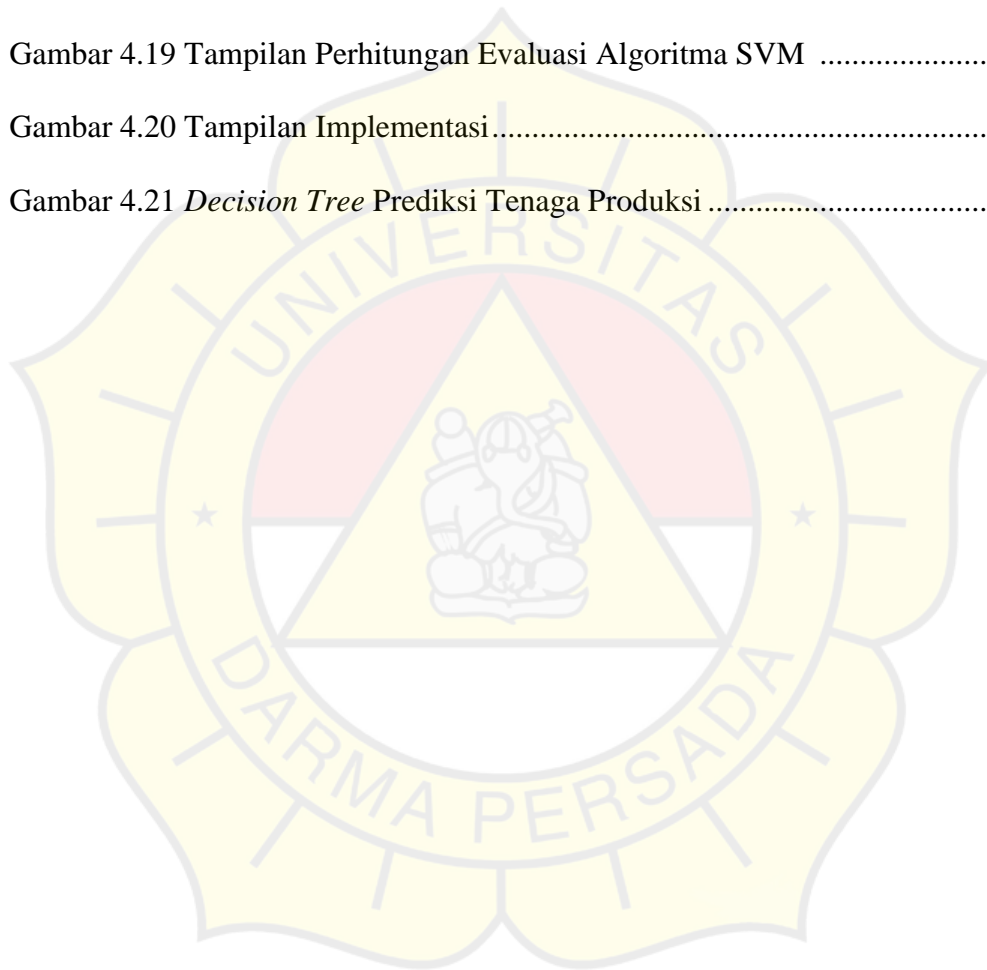 Gambar 4.19 Tampilan Perhitungan Evaluasi Algoritma SVM .....................
Gambar 4.20 Tampilan Implementasi..............................................................
Gambar 4.21 Decision Tree Prediksi Tenaga Produksi ...................................
UNIVERSITAS
DARMA PERSADA